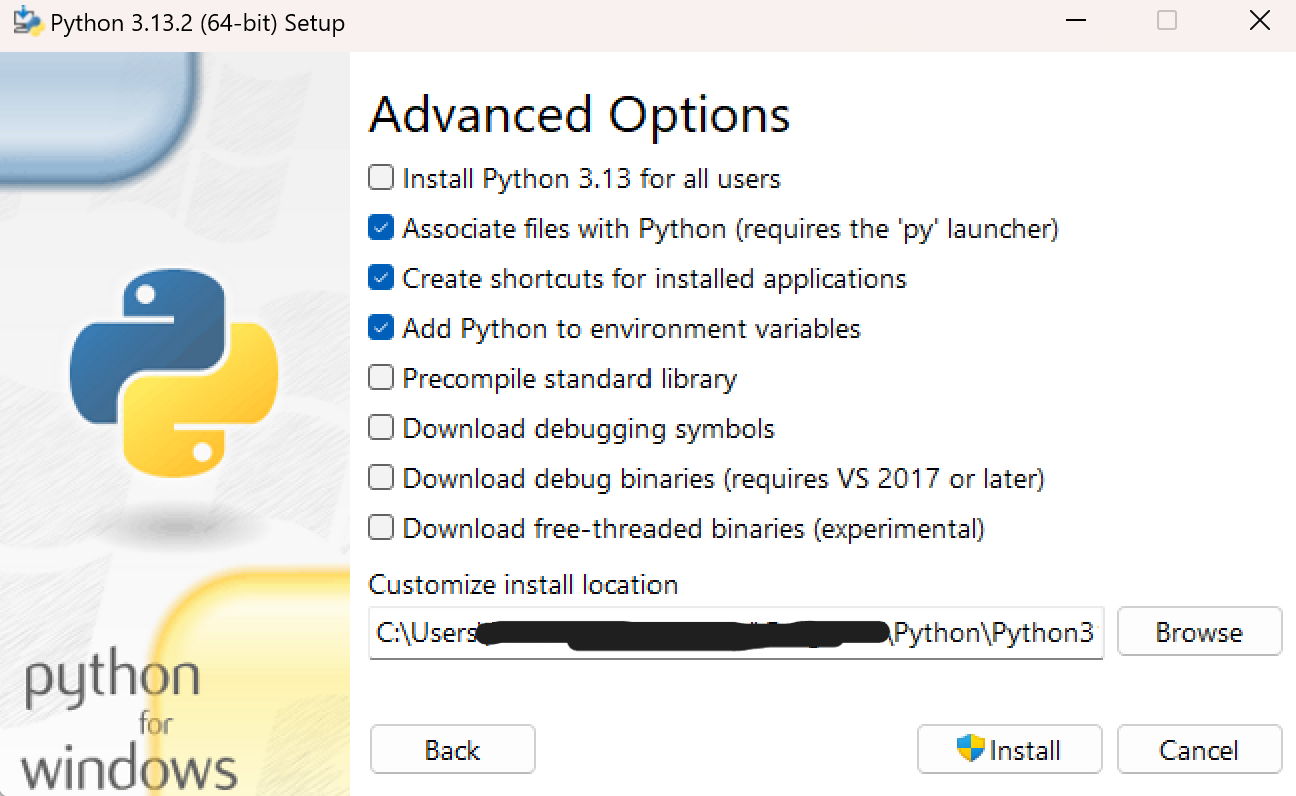 Python 3.13.2 (64-bit) Setup
Advanced Options
Install Python 3.13 for all users
Associate files with Python (requires the 'py' launcher)
Create shortcuts for installed applications
Add Python to environment variables
Precompile standard library
Download debugging symbols
Download debug binaries (requires VS 2017 or later)
Download free-threaded binaries (experimental)
Customize install location
C:\Users \Python\Python3
Browse
python
for
windows
Back
Install
Cancel